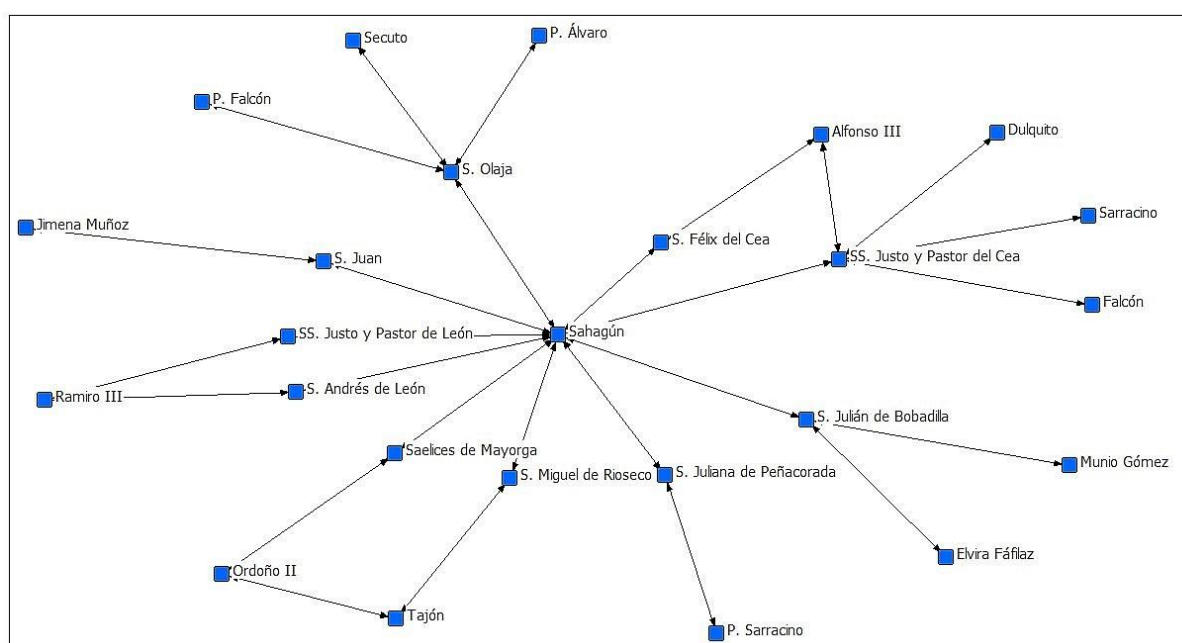 Secuto
P. Álvaro
P. Falcón
Alfonso III
Dulquito
S. Olaja
Sarracino
Jimena Muñoz
S. Félix del Cea
S. Juan
SS. Justo y Pastor del Cea
Falcón
SS. Justo y Pastor de León
Sahagún
Ramiro III
S. Andrés de León
S. Julián de Bobadilla
Saelices de Mayorga
Munio Gómez
S. Miguel de Rioseco
S. Juliana de Peñacorada
Elvira Fáfilaz
Ordoño II
Tajón
P. Sarracino